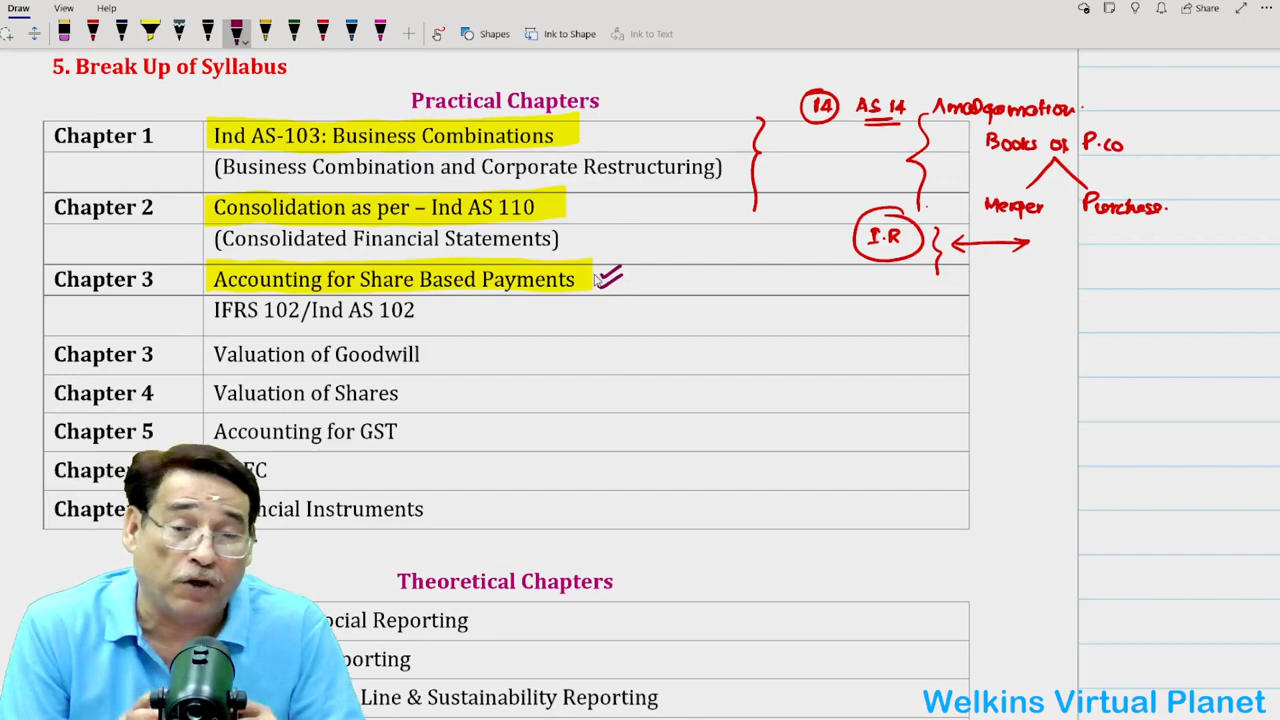 Draw View Help
Share
Shapes Ink to Shape Ink to Text
5. Break Up of Syllabus
Practical Chapters
Chapter 1 Ind AS-103: Business Combinations
(Business Combination and Corporate Restructuring)
Chapter 2 Consolidation as per – Ind AS 110
(Consolidated Financial Statements)
Chapter 3 Accounting for Share Based Payments
IFRS 102/Ind AS 102
Chapter 3 Valuation of Goodwill
Chapter 4 Valuation of Shares
Chapter 5 Accounting for GST
Chapter
Financial Instruments
14 AS 14 Amalgamation
Books of P.co
Merger Purchase.
I.R
Theoretical Chapters
Reporting
Line & Sustainability Reporting
Welkins Virtual Planet